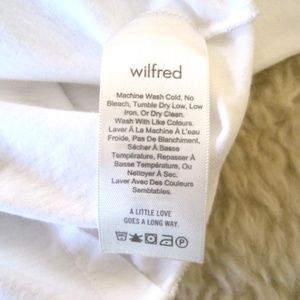 wilfred
Machine Wash Cold, No
Bleach, Tumble Dry Low, Low
Iron, Or Dry Clean.
Wash With Like Colours.
Laver À La Machine À L'eau
Froide, Pas De Blanchiment,
Sécher À Basse
Température, Repasser À
Basse Température, Ou
Nettoyer À Sec.
Laver Avec Des Couleurs
Semblables.
A LITTLE LOVE
GOES A LONG WAY.
P